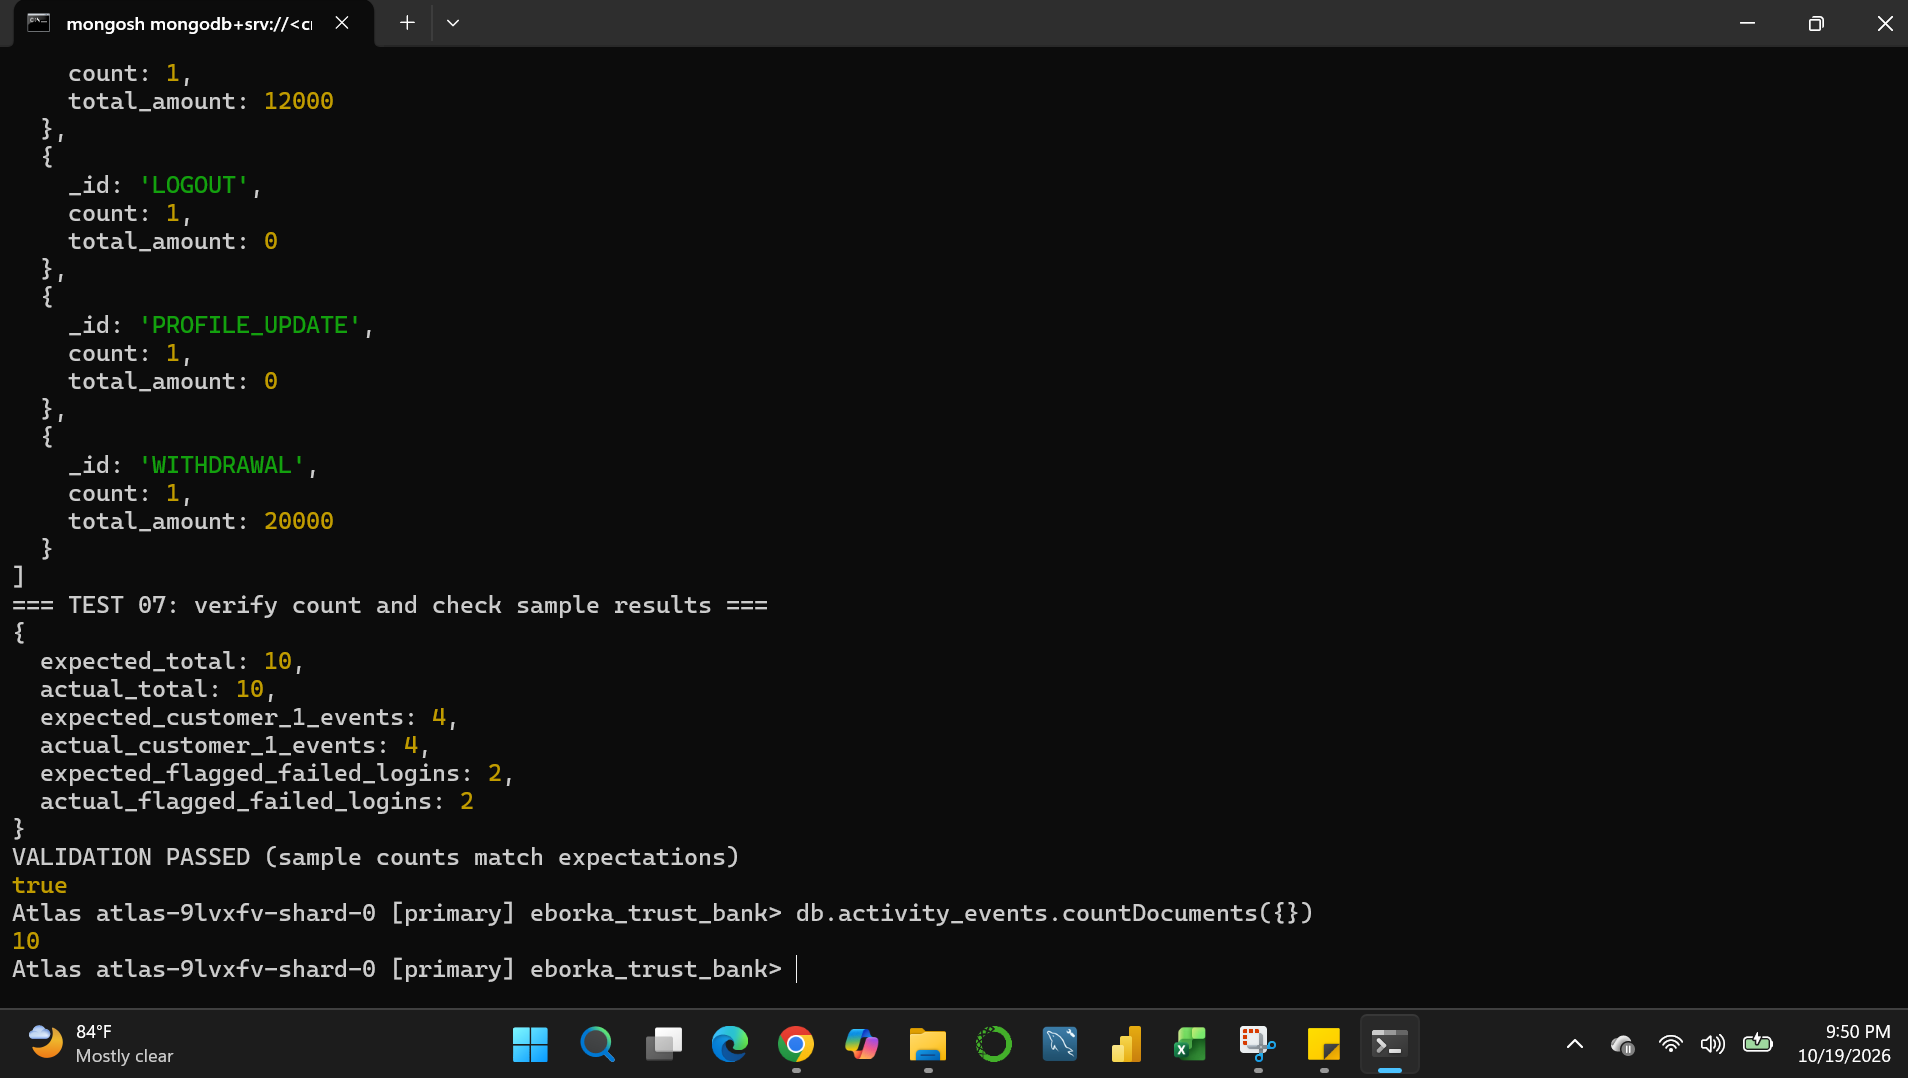 mongosh mongodb+srv://<cr
count: 1,
total_amount: 12000
},
{
_id: 'LOGOUT',
count: 1,
total_amount: 0
},
{
_id: 'PROFILE_UPDATE',
count: 1,
total_amount: 0
},
{
_id: 'WITHDRAWAL',
count: 1,
total_amount: 20000
}
]
=== TEST 07: verify count and check sample results ===
{
expected_total: 10,
actual_total: 10,
expected_customer_1_events: 4,
actual_customer_1_events: 4,
expected_flagged_failed_logins: 2,
actual_flagged_failed_logins: 2
}
VALIDATION PASSED (sample counts match expectations)
true
Atlas atlas-9lvxfv-shard-0 [primary] eborka_trust_bank> db.activity_events.countDocuments({})
10
Atlas atlas-9lvxfv-shard-0 [primary] eborka_trust_bank>
84°F
Mostly clear
9:50 PM
10/19/2026